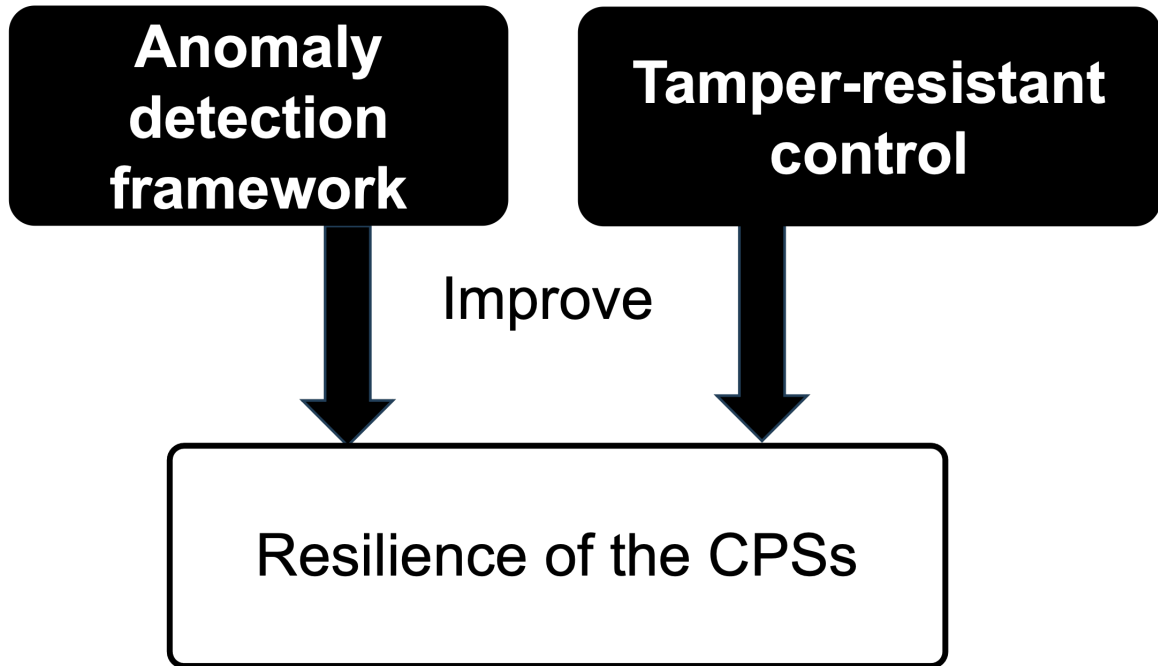 Anomaly
detection
framework
Tamper-resistant
control
Improve
Resilience of the CPSs